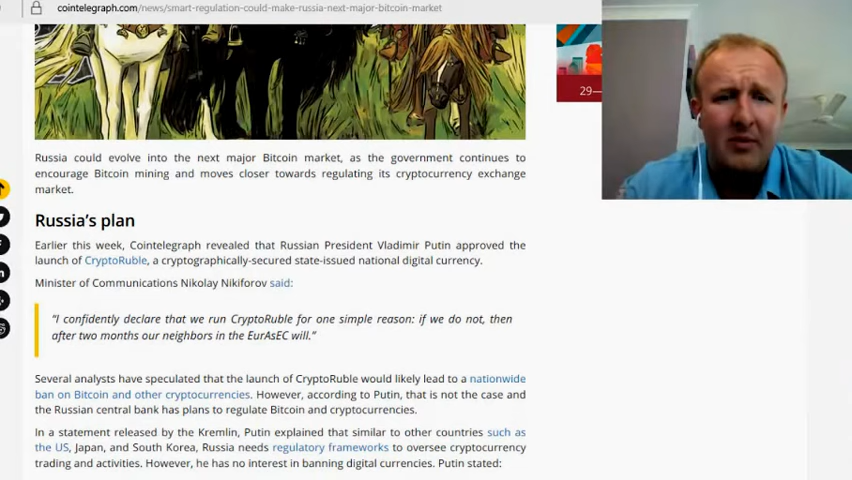 cointelegraph.com/news/smart-regulation-could-make-russia-next-major-bitcoin-market
29—
Russia could evolve into the next major Bitcoin market, as the government continues to
encourage Bitcoin mining and moves closer towards regulating its cryptocurrency exchange
market.
Russia's plan
Earlier this week, Cointelegraph revealed that Russian President Vladimir Putin approved the
launch of CryptoRuble, a cryptographically-secured state-issued national digital currency.
Minister of Communications Nikolay Nikiforov said:
“I confidently declare that we run CryptoRuble for one simple reason: if we do not, then
after two months our neighbors in the EurAsEC will.”
Several analysts have speculated that the launch of CryptoRuble would likely lead to a nationwide
ban on Bitcoin and other cryptocurrencies. However, according to Putin, that is not the case and
the Russian central bank has plans to regulate Bitcoin and cryptocurrencies.
In a statement released by the Kremlin, Putin explained that similar to other countries such as
the US, Japan, and South Korea, Russia needs regulatory frameworks to oversee cryptocurrency
trading and activities. However, he has no interest in banning digital currencies. Putin stated: